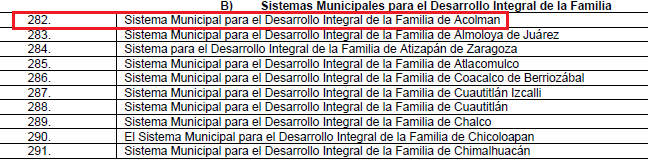 B) Sistemas Municipales para el Desarrollo Integral de la Familia
282. Sistema Municipal para el Desarrollo Integral de la Familia de Acolman
283. Sistema Municipal para el Desarrollo Integral de la Familia de Almoloya de Juárez
284. Sistema para el Desarrollo Integral de la Familia de Atizapán de Zaragoza
285. Sistema Municipal para el Desarrollo Integral de la Familia de Atlacomulco
286. Sistema Municipal para el Desarrollo Integral de la Familia de Coacalco de Berriozábal
287. Sistema Municipal para el Desarrollo Integral de la Familia de Cuautitlán Izcalli
288. Sistema Municipal para el Desarrollo Integral de la Familia de Cuautitlán
289. Sistema Municipal para el Desarrollo Integral de la Familia de Chalco
290. El Sistema Municipal para el Desarrollo Integral de la Familia de Chicoloapan
291. Sistema Municipal para el Desarrollo Integral de la Familia de Chimalhuacán